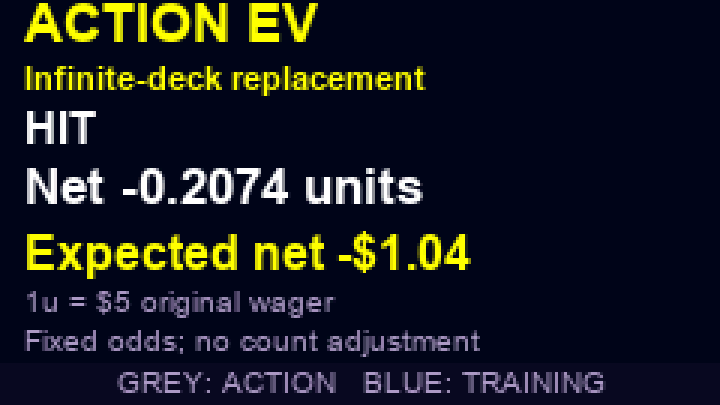 ACTION EV
Infinite-deck replacement
HIT
Net -0.2074 units
Expected net -$1.04
1u = $5 original wager
Fixed odds; no count adjustment
GREY: ACTION BLUE: TRAINING